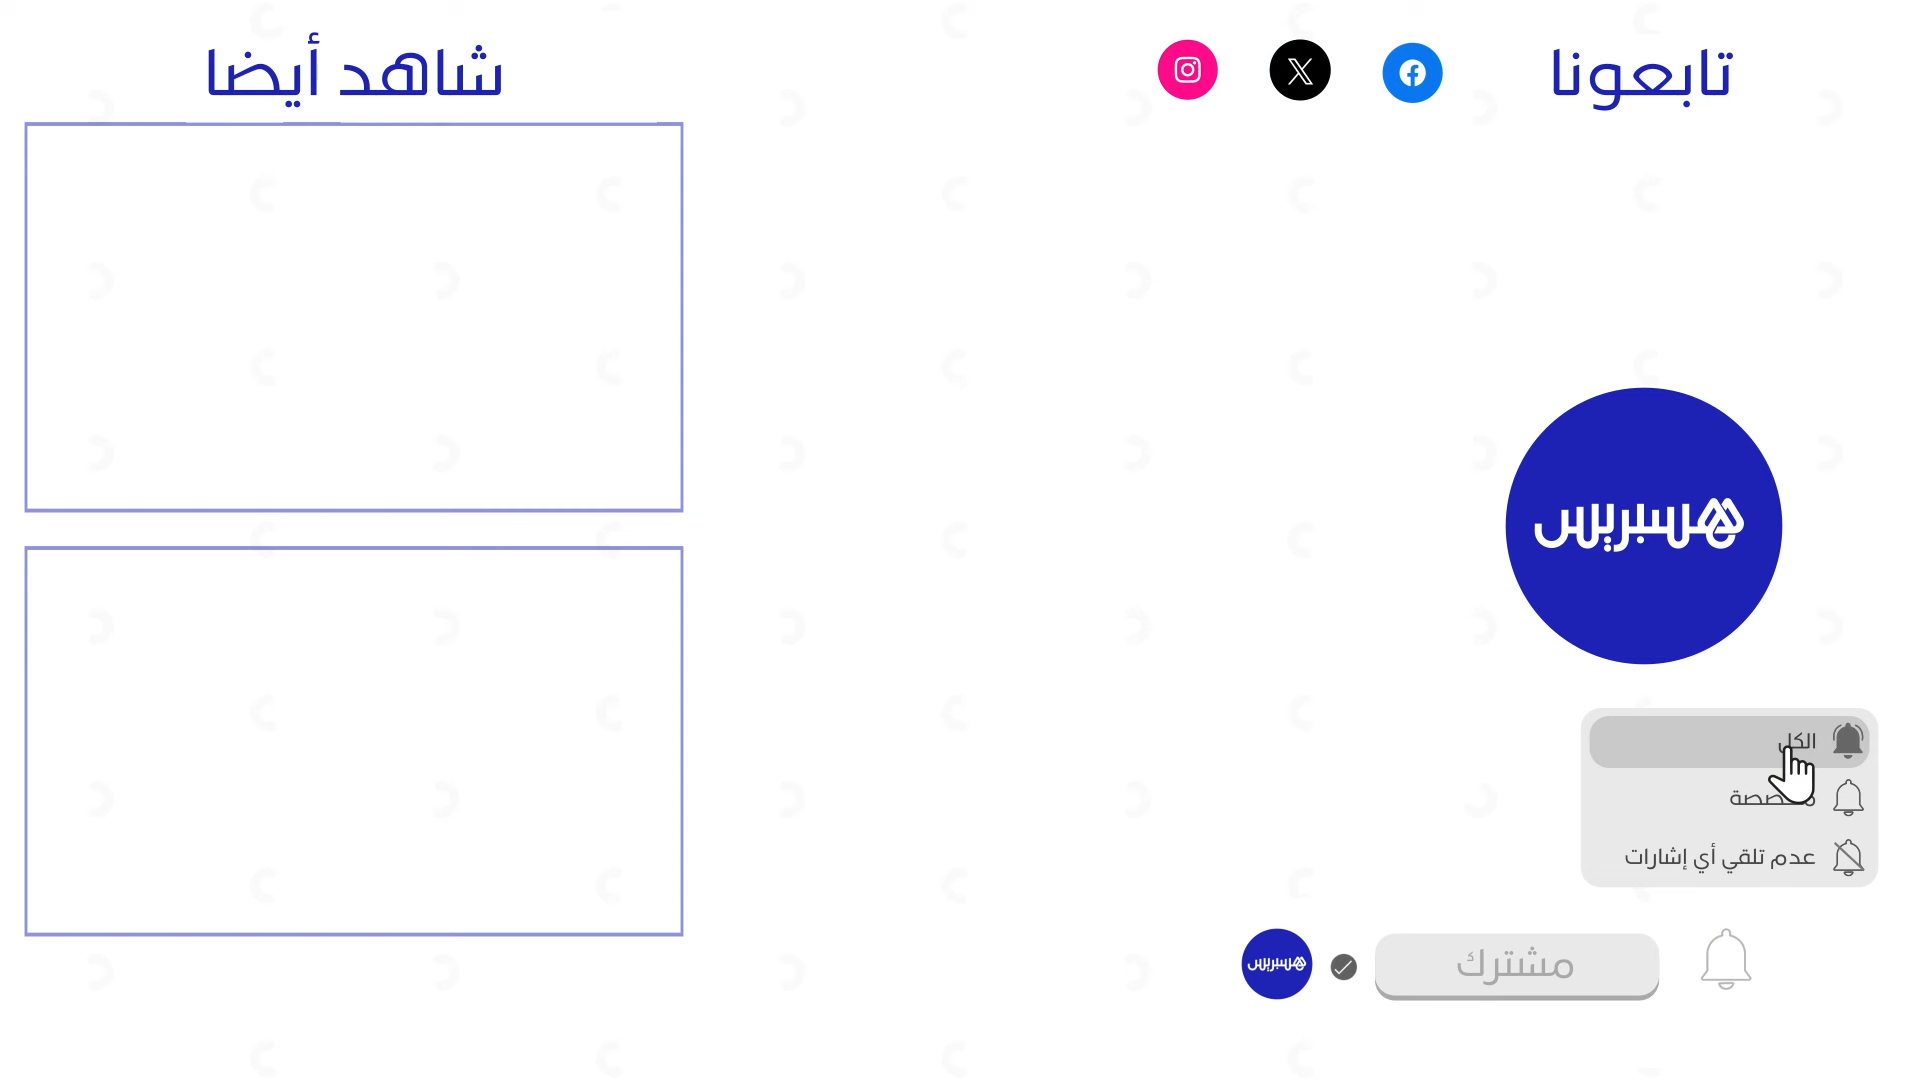 تابعونا
شاهد أيضا
هسبريس
الكل
عدم تلقي أي إشارات
هسبريس
مشترك